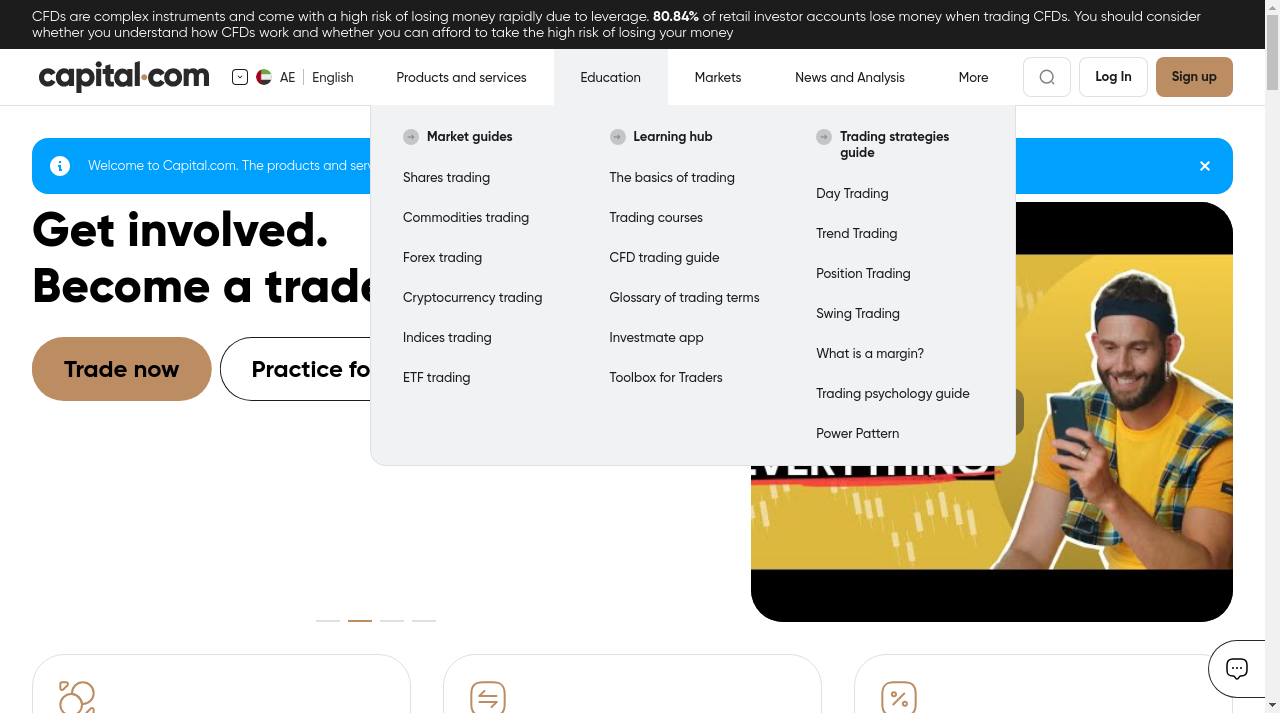 CFDs are complex instruments and come with a high risk of losing money rapidly due to leverage. 80.84% of retail investor accounts lose money when trading CFDs. You should consider
whether you understand how CFDs work and whether you can afford to take the high risk of losing your money
capital.com
AE
English
Products and services
Education
Markets
News and Analysis
More
Log In
Sign up
Market guides
Shares trading
Commodities trading
Forex trading
Cryptocurrency trading
Indices trading
ETF trading
Learning hub
The basics of trading
Trading courses
CFD trading guide
Glossary of trading terms
Investmate app
Toolbox for Traders
Trading strategies
guide
Day Trading
Trend Trading
Position Trading
Swing Trading
What is a margin?
Trading psychology guide
Power Pattern
Welcome to Capital.com. The products and
Get involved.
Become a
Trade now
Practice
EVERYTHING